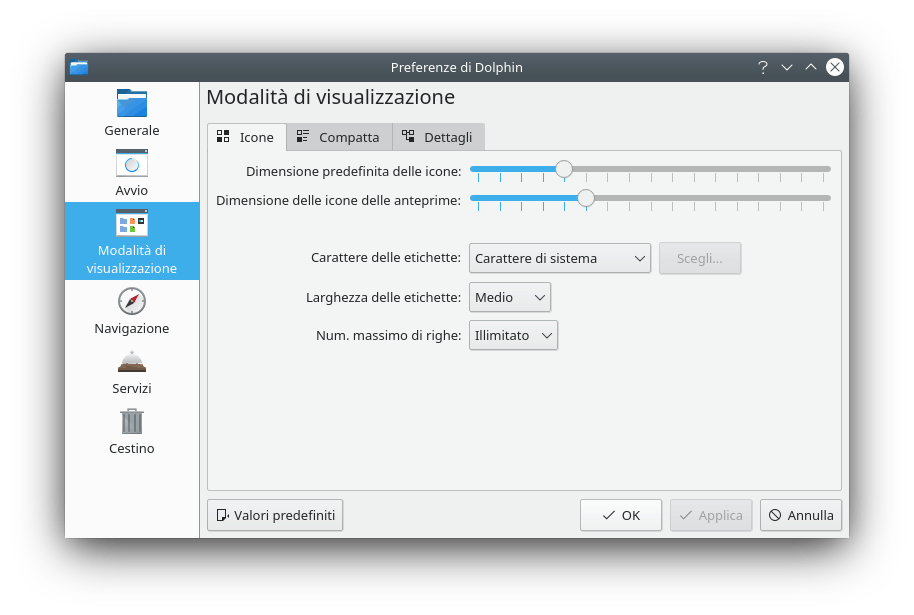 Preferenze di Dolphin
Generale
Avvio
Modalità di
visualizzazione
Navigazione
Servizi
Cestino
Modalità di visualizzazione
Icone
Compatta
Dettagli
Dimensione predefinita delle icone:
Dimensione delle icone delle anteprime:
Carattere delle etichette: Carattere di sistema Scegli...
Larghezza delle etichette: Medio
Num. massimo di righe: Illimitato
Valori predefiniti
OK
Applica
Annulla